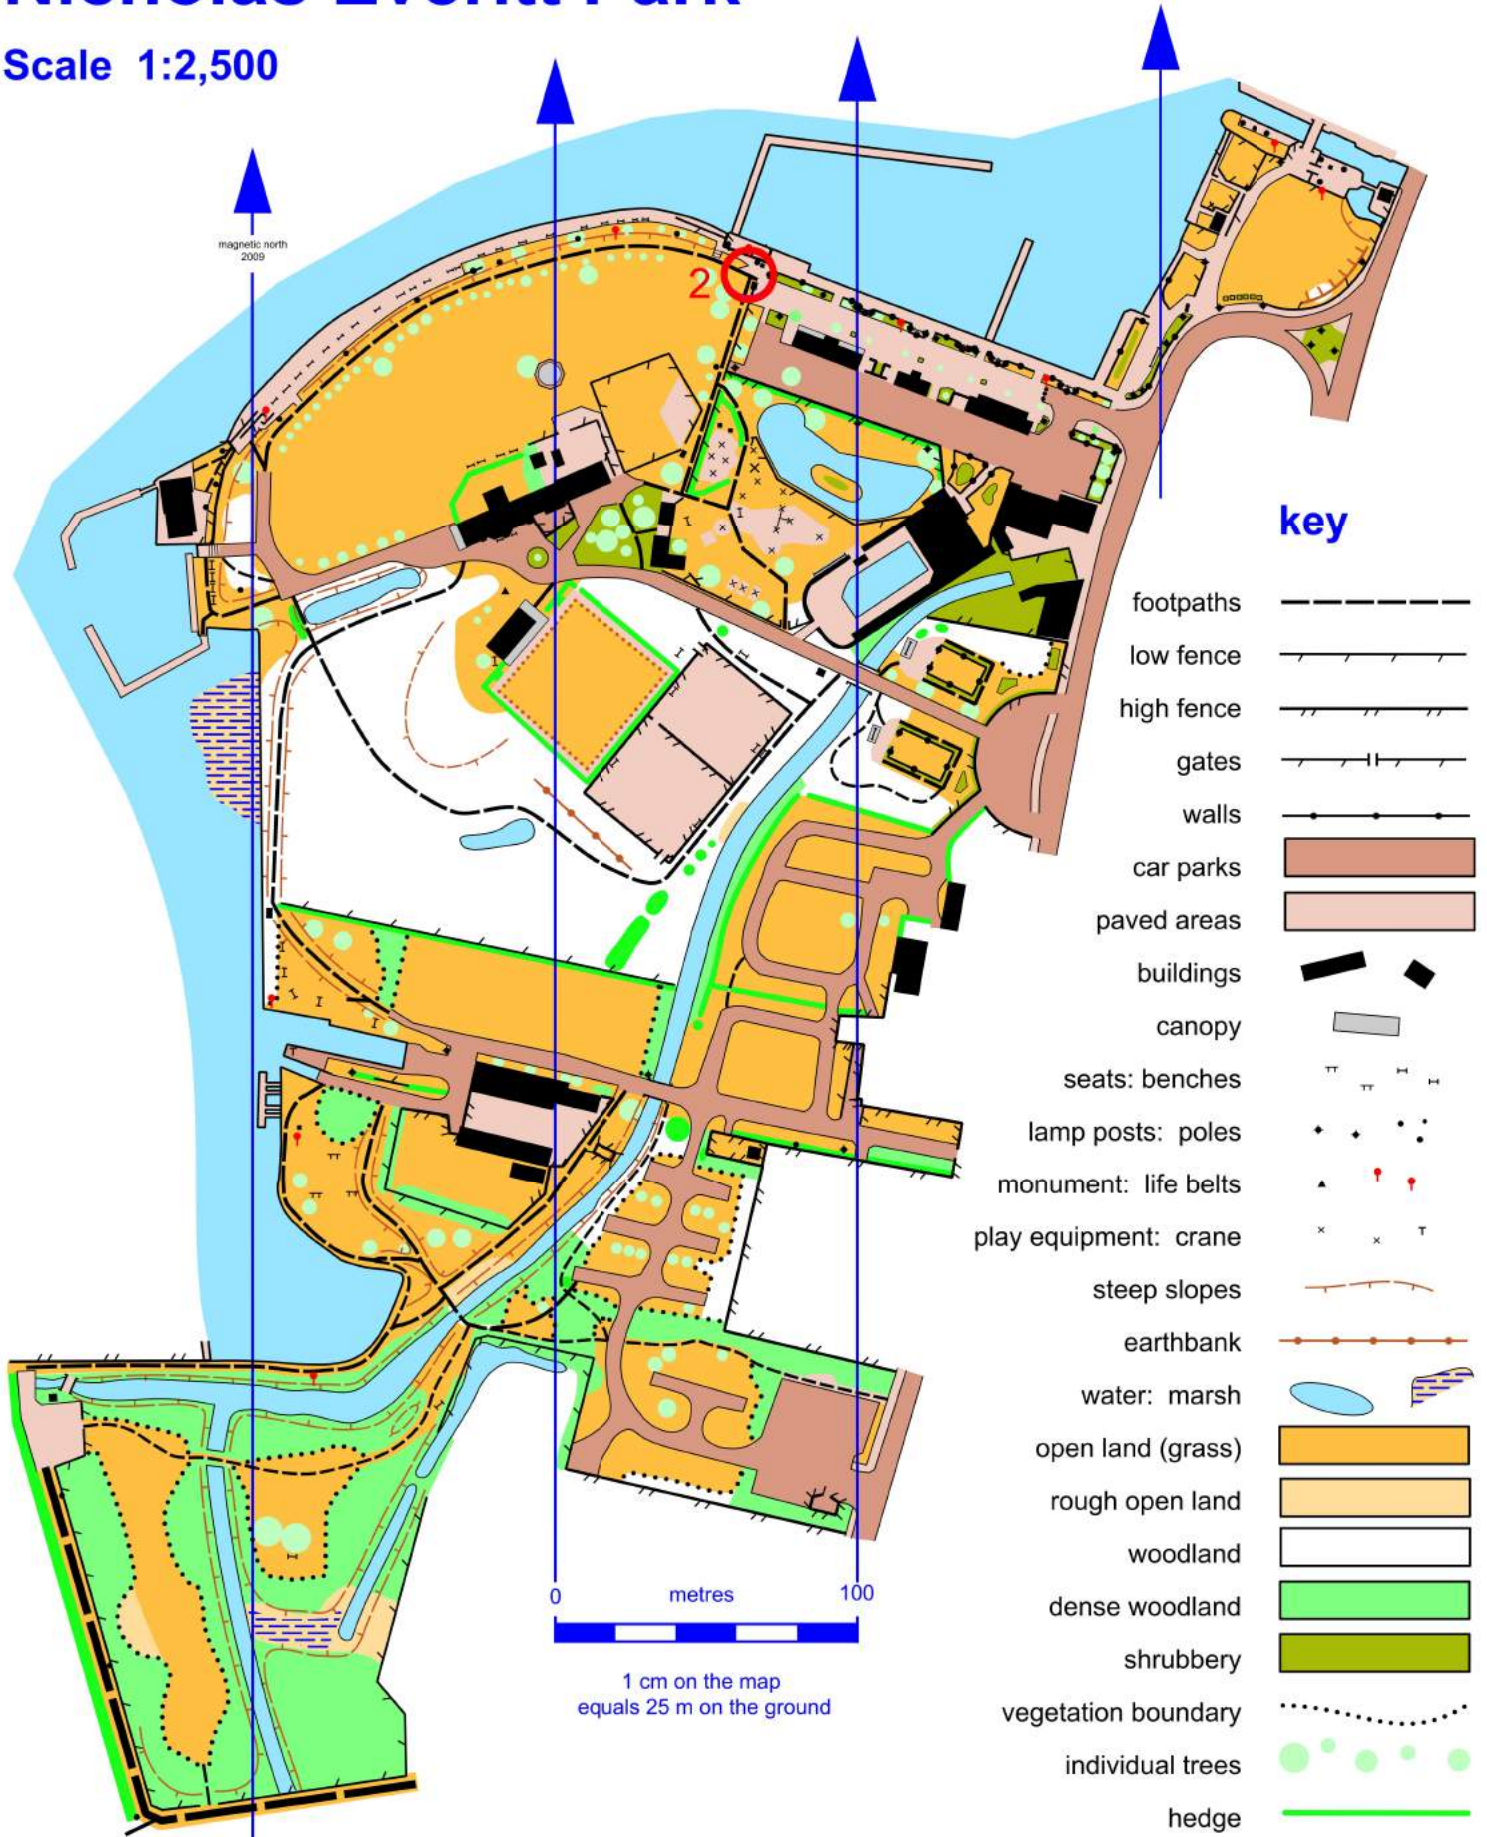 Scale 1:2,500
magnetic north
2009
2
key
footpaths
low fence
high fence
gates
walls
car parks
paved areas
buildings
canopy
seats: benches
lamp posts: poles
monument: life belts
play equipment: crane
steep slopes
earthbank
water: marsh
open land (grass)
rough open land
woodland
dense woodland
shrubbery
vegetation boundary
individual trees
hedge
0 metres 100
1 cm on the map
equals 25 m on the ground